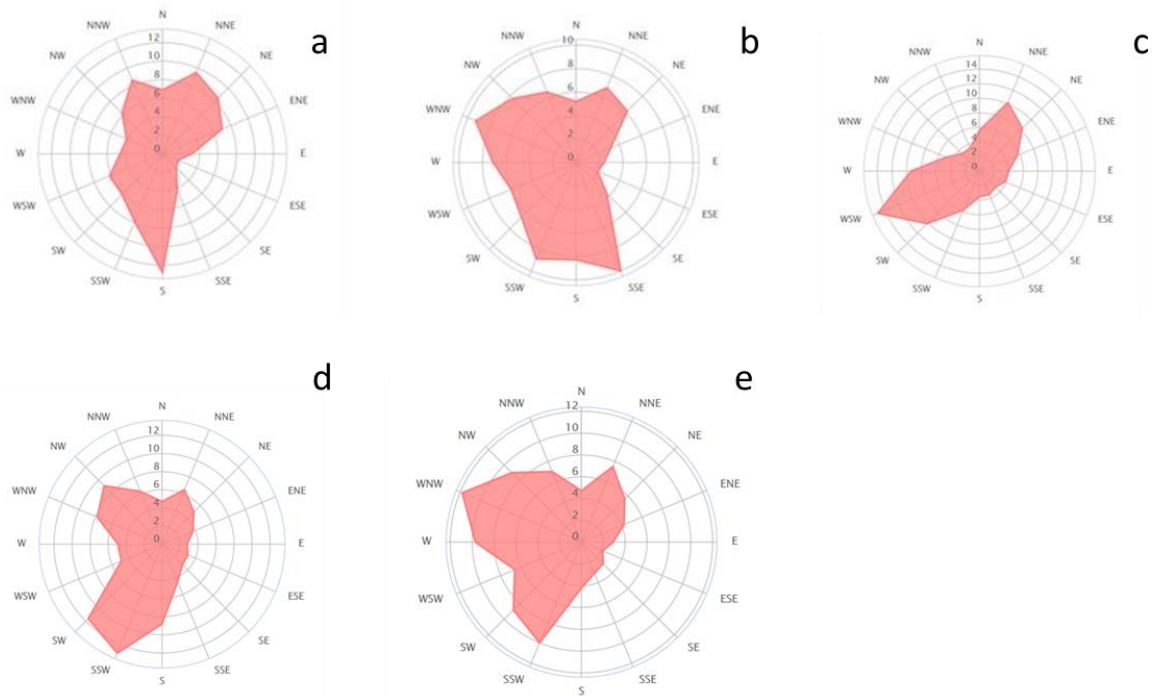 a
N
NNW NNE
12
NW NE
10
8
WNW ENE
6
4
2
W 0 E
WSW ESE
SW SE
SSW SSE
S
b
N
10
NNW NNE
NW NE
8
6
WNW ENE
4
2
W 0 E
WSW ESE
SW SE
SSW SSE
S
c
N
NNW 14 NNE
12
NW NE
10
8
6
WNW ENE
4
2
W 0 E
WSW ESE
SW SE
SSW SSE
S
d
N
NNW NNE
12
NW NE
10
8
WNW ENE
6
4
2
W 0 E
WSW ESE
SW SE
SSW SSE
S
e
N
NNW 12 NNE
10
NW NE
8
6
WNW ENE
4
2
W 0 E
WSW ESE
SW SE
SSW SSE
S